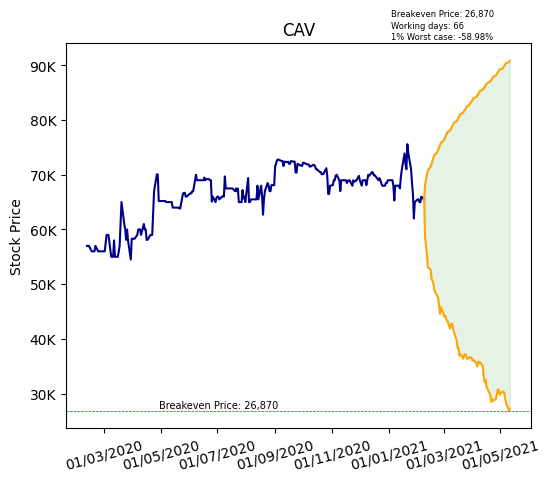 Breakeven Price: 26,870
Working days: 66
1% Worst case: -58.98%
CAV
Stock Price
90K
80K
70K
60K
50K
40K
30K
Breakeven Price: 26,870
01/03/2020
01/05/2020
01/07/2020
01/09/2020
01/11/2020
01/01/2021
01/03/2021
01/05/2021